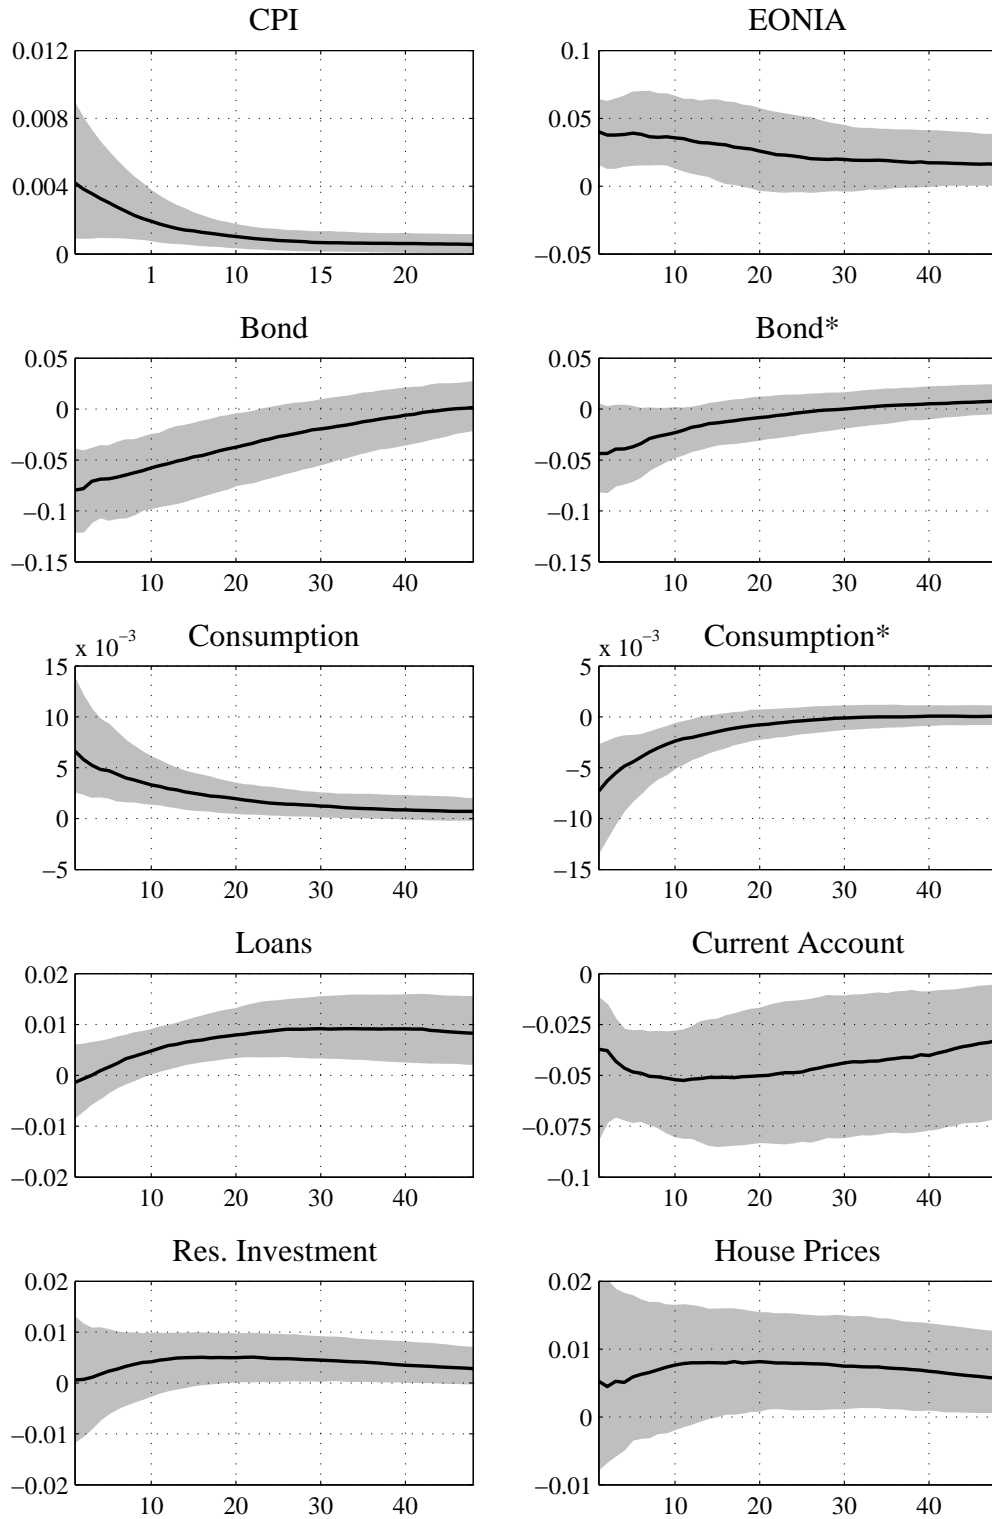 CPI
EONIA
0.012
0.008
0.004
0
1 10 15 20
0.1
0.05
0
−0.05
10 20 30 40
Bond
Bond*
0.05
0
−0.05
−0.1
−0.15
10 20 30 40
0.05
0
−0.05
−0.1
−0.15
10 20 30 40
Consumption
Consumption*
x 10⁻³
15
10
5
0
−5
10 20 30 40
x 10⁻³
5
0
−5
−10
−15
10 20 30 40
Loans
Current Account
0.02
0.01
0
−0.01
−0.02
10 20 30 40
0
−0.025
−0.05
−0.075
−0.1
10 20 30 40
Res. Investment
House Prices
0.02
0.01
0
−0.01
−0.02
10 20 30 40
0.02
0.01
0
−0.01
10 20 30 40